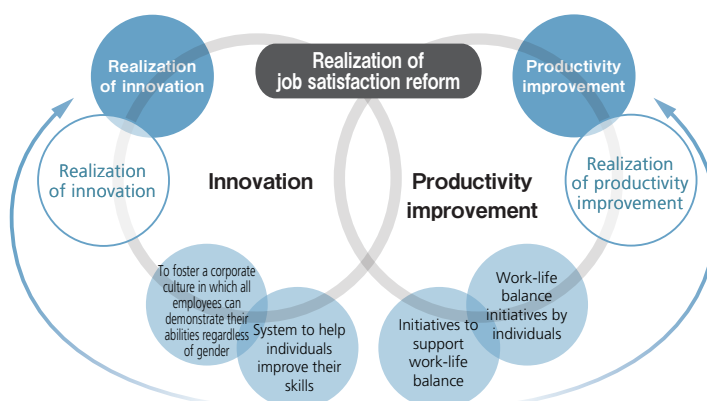 Realization of
job satisfaction reform
Realization
of innovation
Productivity
improvement
Realization
of innovation
Realization
of productivity
improvement
Innovation
Productivity
improvement
To foster a corporate
culture in which all
employees can
demonstrate their
abilities regardless
of gender
System to help
individuals
improve their
skills
Initiatives to
support
work-life
balance
Work-life
balance
initiatives by
individuals